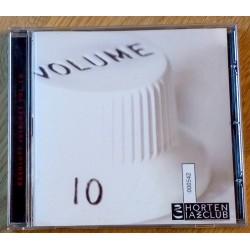 VOLUME
10
000542
HORTEN
JAZZCLUB